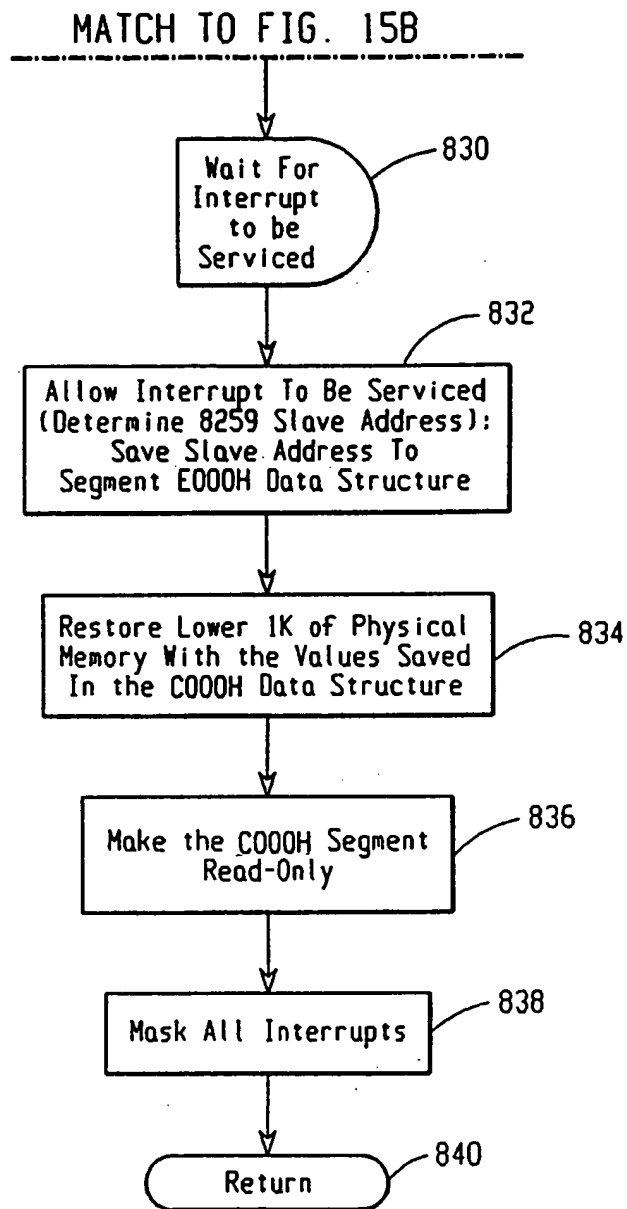 MATCH TO FIG. 15B
Wait For
Interrupt
to be
Serviced
830
832
Allow Interrupt To Be Serviced
(Determine 8259 Slave Address):
Save Slave Address To
Segment E000H Data Structure
Restore Lower 1K of Physical
Memory With the Values Saved
In the C000H Data Structure
834
Make the C000H Segment
Read-Only
836
Mask All Interrupts
838
Return
840